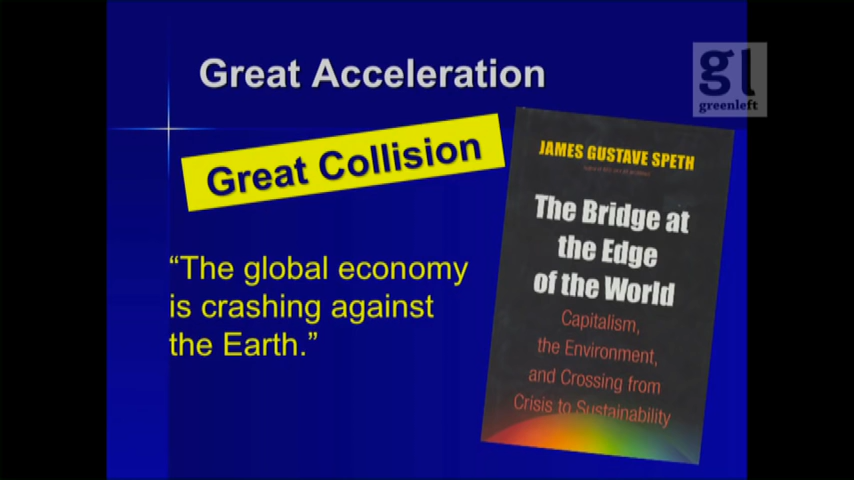 Great Acceleration
gl
greenleft
Great Collision
JAMES GUSTAVE SPETH
The Bridge at
the Edge
of the World
Capitalism,
the Environment,
and Crossing from
Crisis to Sustainability
“The global economy
is crashing against
the Earth.”